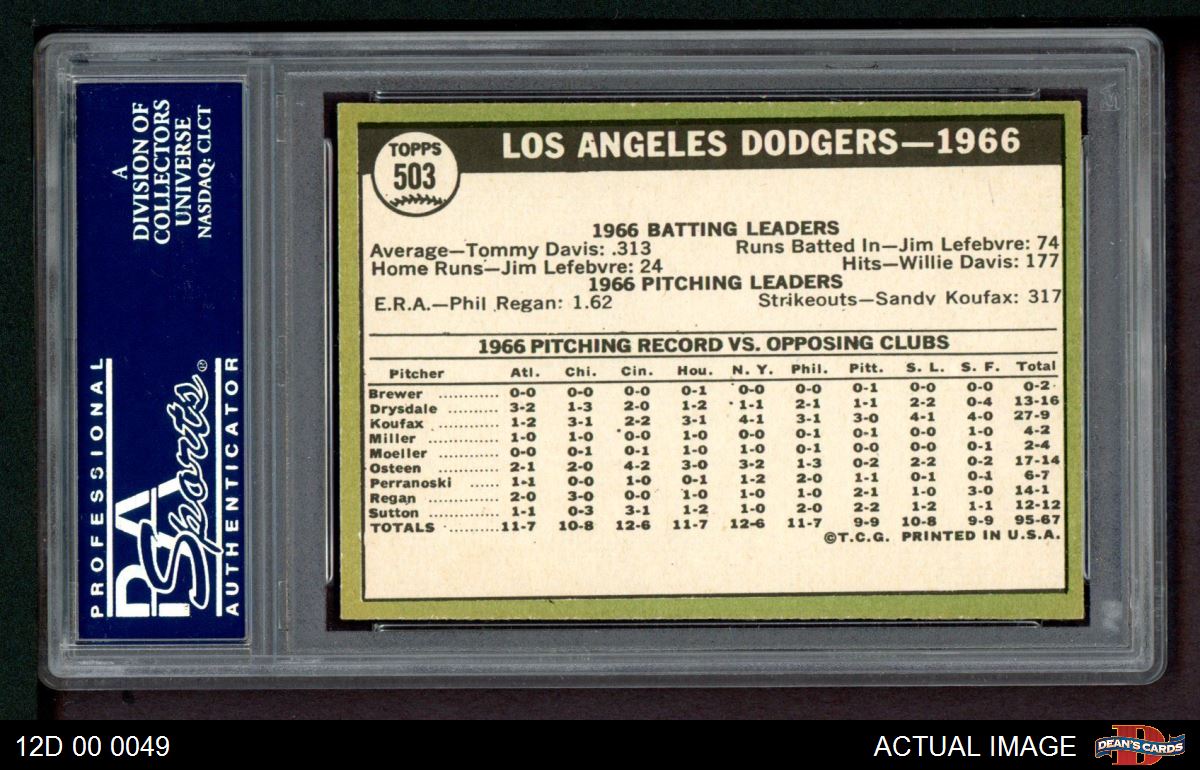 A
DIVISION OF
COLLECTORS
UNIVERSE
NASDAQ: CLCT
PROFESSIONAL
PSA
Sports®
AUTHENTICATOR
TOPPS
503
LOS ANGELES DODGERS—1966
1966 BATTING LEADERS
Average—Tommy Davis: .313 Runs Batted In—Jim Lefebvre: 74
Home Runs—Jim Lefebvre: 24 Hits—Willie Davis: 177
1966 PITCHING LEADERS
E.R.A.—Phil Regan: 1.62 Strikeouts—Sandy Koufax: 317
1966 PITCHING RECORD VS. OPPOSING CLUBS
Pitcher Atl. Chi. Cin. Hou. N. Y. Phil. Pitt. S. L. S. F. Total
Brewer ............ 0-0 0-0 0-0 0-1 0-0 0-0 0-1 0-0 0-0 0-2
Drysdale .......... 3-2 1-3 2-0 1-2 1-1 2-1 1-1 2-2 0-4 13-16
Koufax ............ 1-2 3-1 2-2 3-1 4-1 3-1 3-0 4-1 4-0 27-9
Miller ............ 1-0 1-0 0-0 1-0 0-0 0-1 0-1 0-0 1-0 4-2
Moeller ........... 0-0 0-1 0-1 1-0 1-0 0-1 0-0 0-0 0-1 2-4
Osteen ............ 2-1 2-0 4-2 3-0 3-2 1-3 0-2 2-2 0-2 17-14
Perranoski ...... 1-1 0-0 1-0 0-1 1-2 2-0 1-1 0-1 0-1 6-7
Regan ............. 2-0 3-0 0-0 1-0 1-0 1-0 2-1 1-0 3-0 14-1
Sutton ............ 1-1 0-3 3-1 1-2 1-0 2-0 2-2 1-2 1-1 12-12
TOTALS .......... 11-7 10-8 12-6 11-7 12-6 11-7 9-9 10-8 9-9 95-67
©T.C.G. PRINTED IN U.S.A.
12D 00 0049
ACTUAL IMAGE
D
DEAN'S CARDS